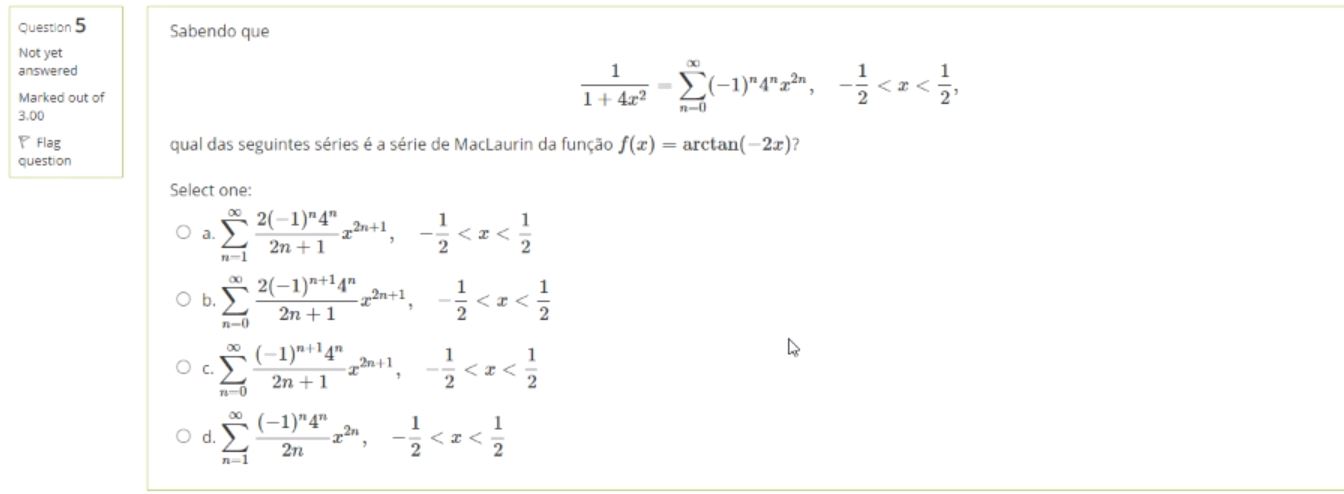 Question 5
Not yet
answered
Marked out of
3.00
Flag
question
Sabendo que
\frac{1}{1+4x^2} = \sum_{n=0}^{\infty} (-1)^n 4^n x^{2n}, \quad -\frac{1}{2} < x < \frac{1}{2},
qual das seguintes séries é a série de MacLaurin da função f(x) = arctan(−2x)?
Select one:
a. \sum_{n=1}^{\infty} \frac{2(-1)^n 4^n}{2n+1} x^{2n+1}, \quad -\frac{1}{2} < x < \frac{1}{2}
b. \sum_{n=0}^{\infty} \frac{2(-1)^{n+1} 4^n}{2n+1} x^{2n+1}, \quad -\frac{1}{2} < x < \frac{1}{2}
c. \sum_{n=0}^{\infty} \frac{(-1)^{n+1} 4^n}{2n+1} x^{2n+1}, \quad -\frac{1}{2} < x < \frac{1}{2}
d. \sum_{n=1}^{\infty} \frac{(-1)^n 4^n}{2n} x^{2n}, \quad -\frac{1}{2} < x < \frac{1}{2}